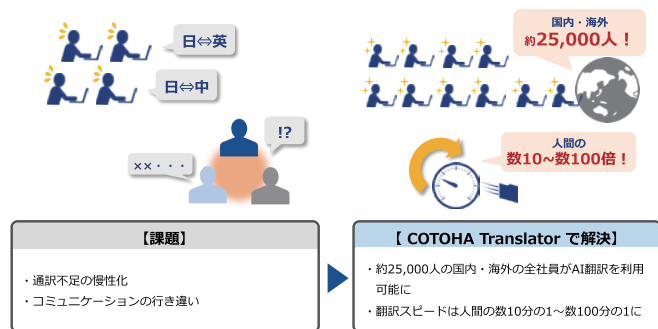 日⇔英
日⇔中
!?
××・・・
国内・海外
約25,000人！
人間の
数10~数100倍！
【課題】
・通訳不足の慢性化
・コミュニケーションの行き違い
【 COTOHA Translator で解決】
・約25,000人の国内・海外の全社員がAI翻訳を利用
可能に
・翻訳スピードは人間の数10分の1～数100分の1に